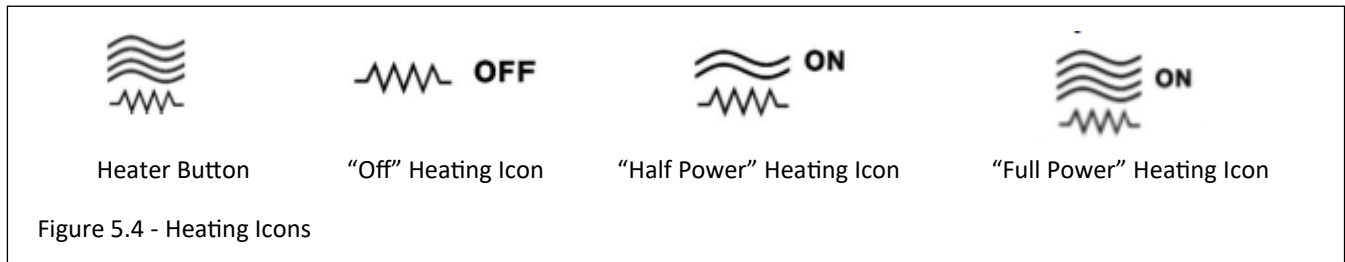 OFF
ON
ON
Heater Button
“Off” Heating Icon
“Half Power” Heating Icon
“Full Power” Heating Icon
Figure 5.4 - Heating Icons